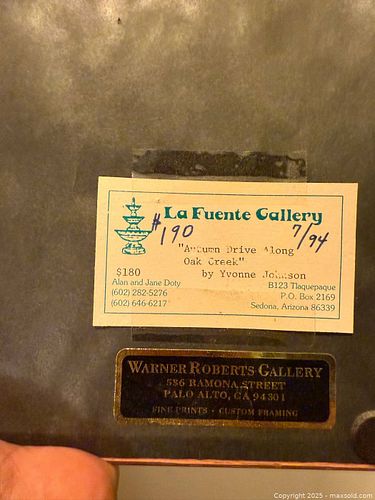 La Fuente Gallery
$190
7/94
"Autumn Drive Along
Oak Creek"
by Yvonne Johnson
$180
Alan and Jane Doty
(602) 282-5276
(602) 646-6217
B123 Tlaquepaque
P.O. Box 2169
Sedona, Arizona 86339
WARNER ROBERTS GALLERY
536 RAMONA STREET
PALO ALTO, CA 94301
FINE PRINTS • CUSTOM FRAMING
Copyright © 2025 - maxsold.com